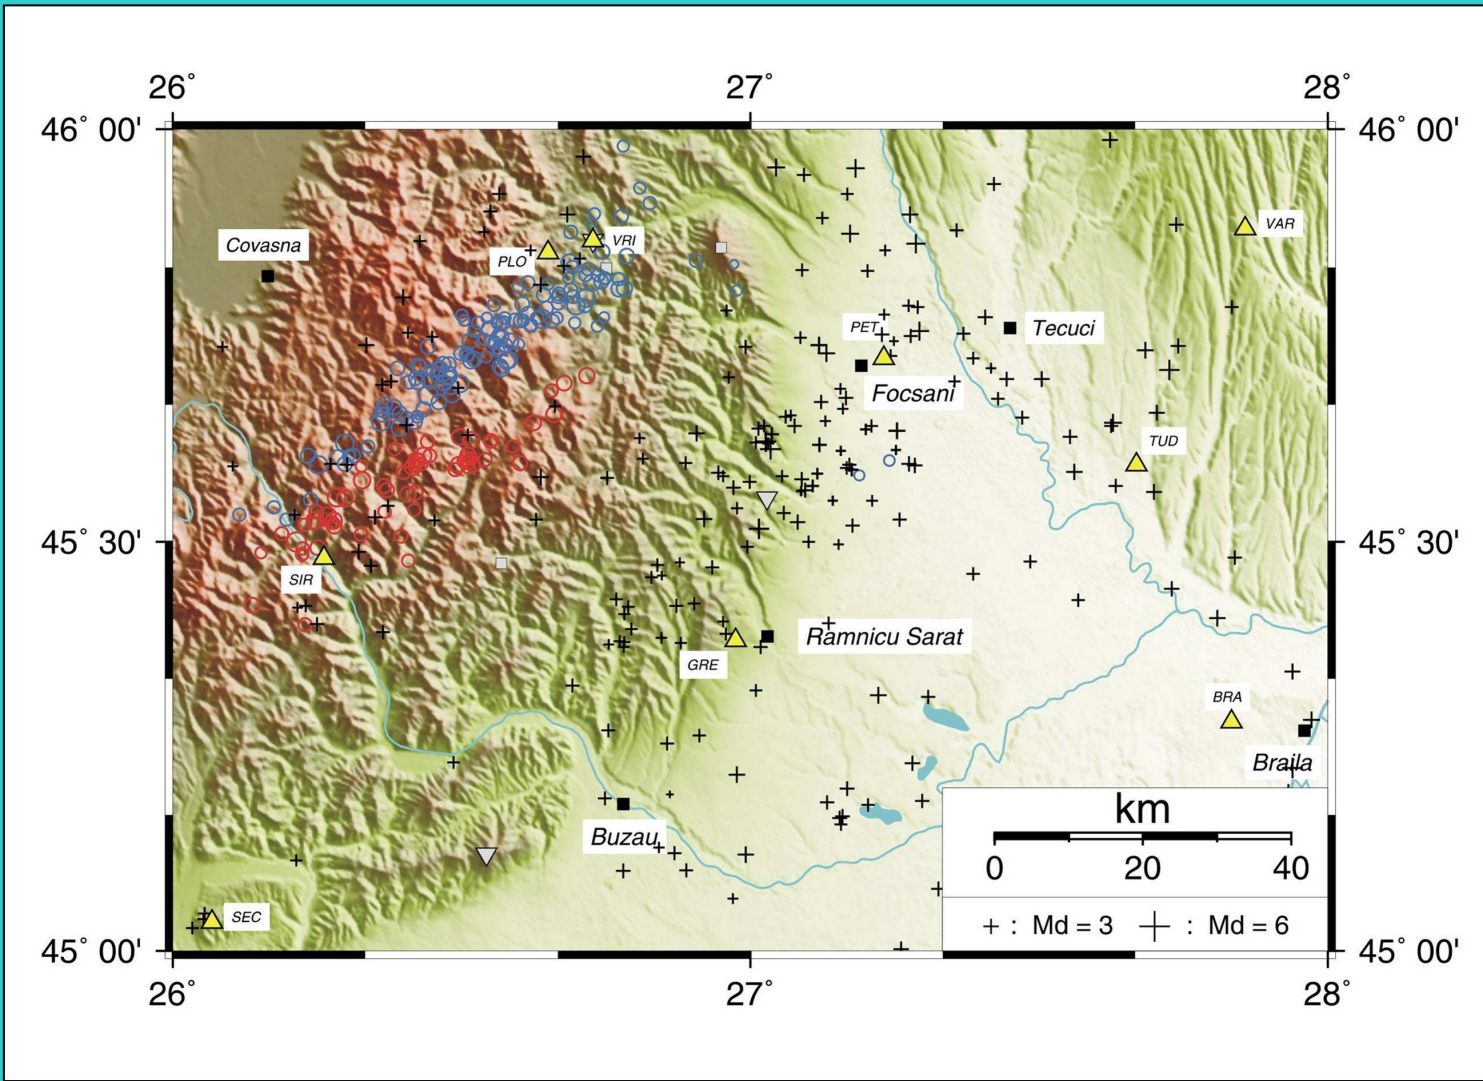 26° 27° 28°
46° 00' 46° 00'
VAR
Covasna VRI
PLO
PET Tecuci
Focsani
TUD
45° 30' 45° 30'
SIR
Ramnicu Sarat
GRE
BRA
Braila
km
Buzau
0 20 40
SEC
+ : Md = 3 + : Md = 6
45° 00' 45° 00'
26° 27° 28°